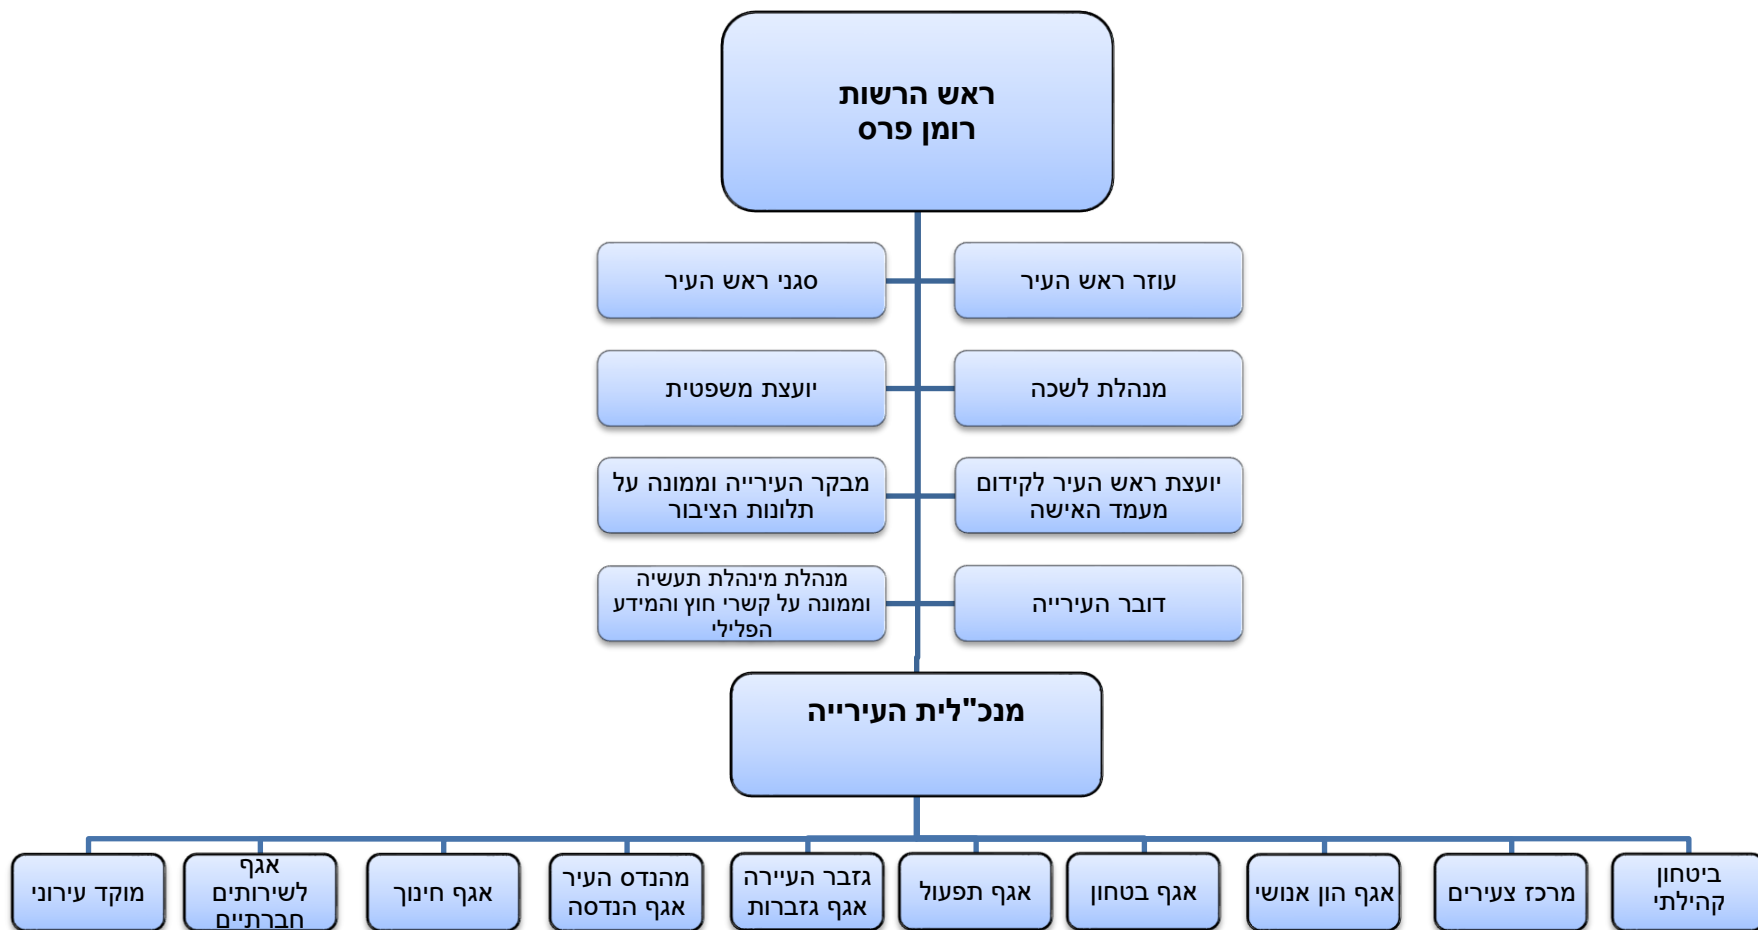 ראש הרשות
רומן פרס
עוזר ראש העיר
סגני ראש העיר
מנהלת לשכה
יועצת משפטית
יועצת ראש העיר לקידום
מעמד האישה
מבקר העירייה וממונה על
תלונות הציבור
דובר העירייה
מנהלת מינהלת תעשיה
וממונה על קשרי חוץ והמידע
הפלילי
מנכ"לית העירייה
ביטחון
קהילתי
מרכז צעירים
אגף הון אנושי
אגף בטחון
אגף תפעול
גזבר העיירה
אגף גזברות
מהנדס העיר
אגף הנדסה
אגף חינוך
אגף
לשירותים
חברתיים
מוקד עירוני